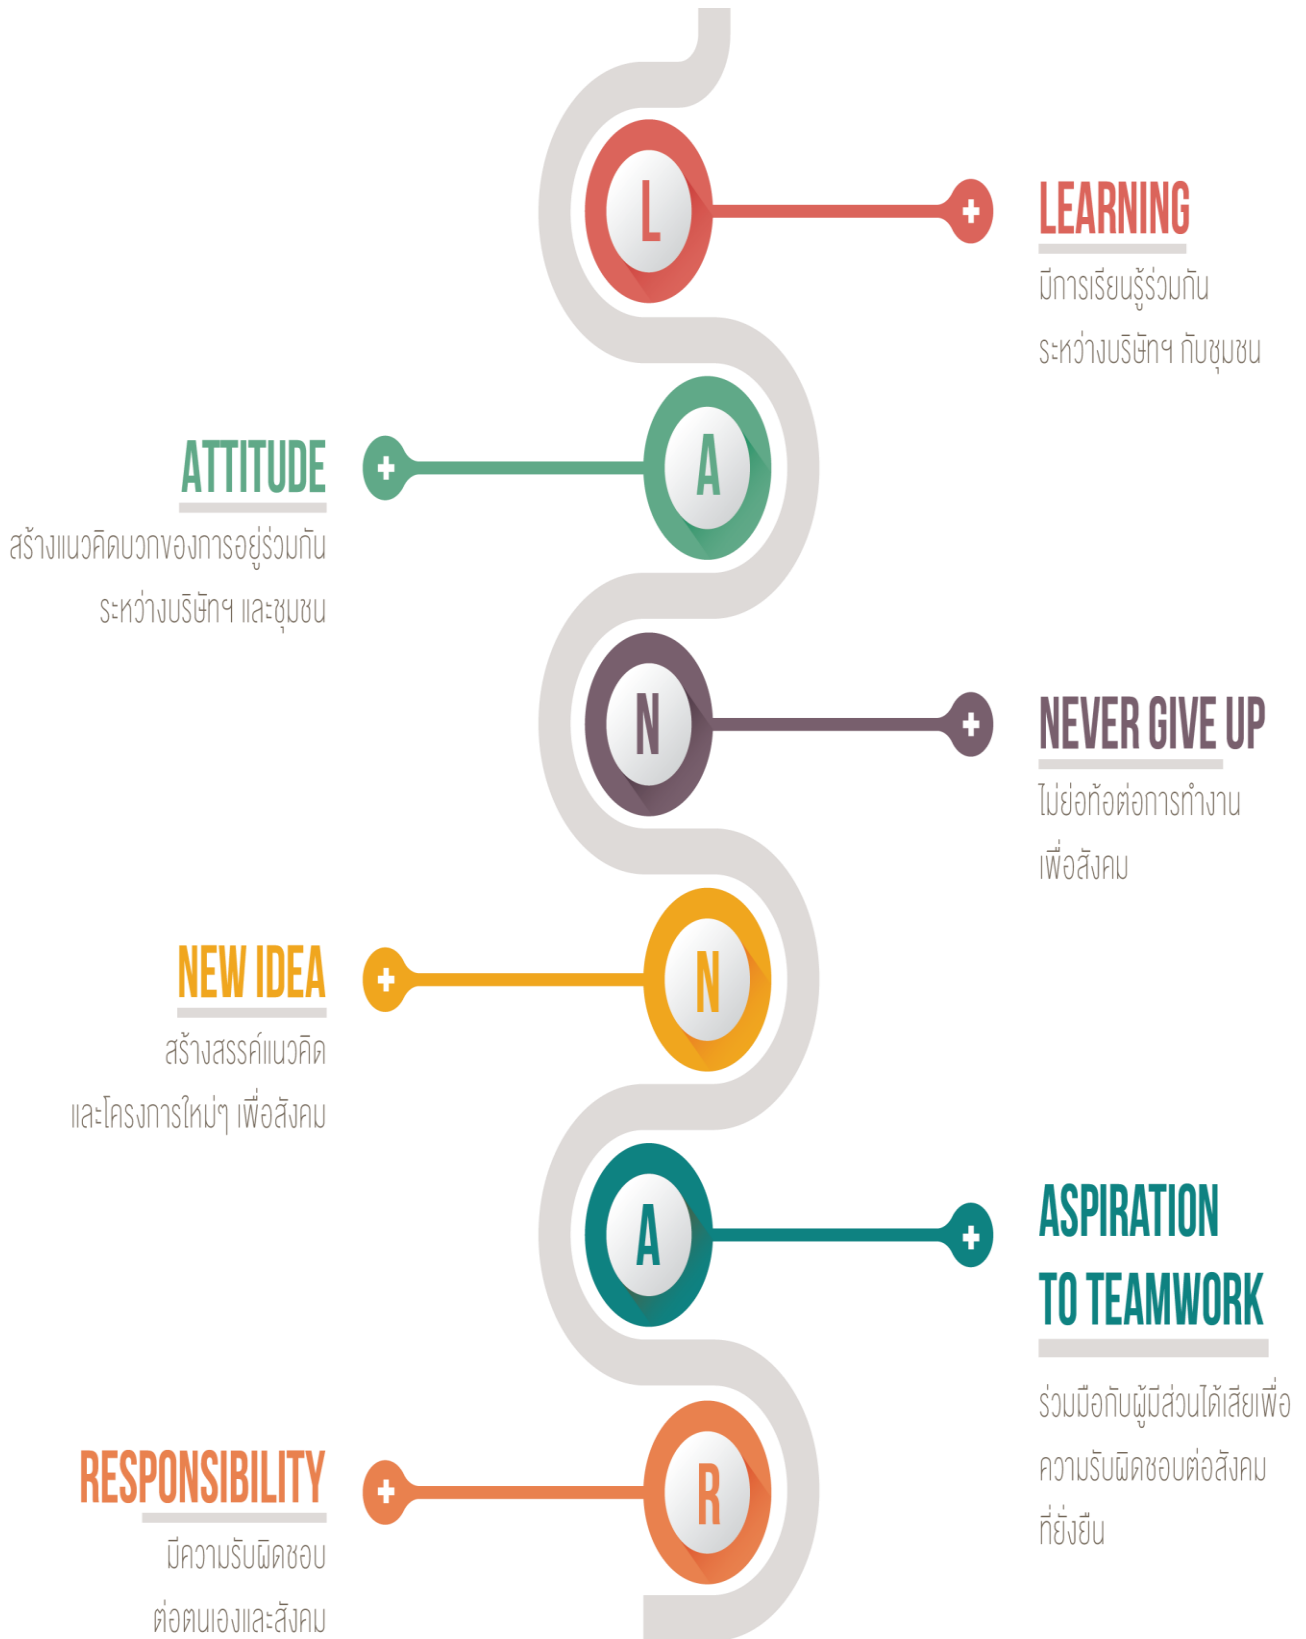 L
LEARNING
มีการเรียนรู้ร่วมกัน
ระหว่างบริษัทฯ กับชุมชน
A
ATTITUDE
สร้างแนวคิดบวกของการอยู่ร่วมกัน
ระหว่างบริษัทฯ และชุมชน
N
NEVER GIVE UP
ไม่ย่อท้อต่อการทำงาน
เพื่อสังคม
N
NEW IDEA
สร้างสรรค์แนวคิด
และโครงการใหม่ๆ เพื่อสังคม
A
ASPIRATION
TO TEAMWORK
ร่วมมือกับผู้มีส่วนได้เสียเพื่อ
ความรับผิดชอบต่อสังคม
ที่ยั่งยืน
R
RESPONSIBILITY
มีความรับผิดชอบ
ต่อตนเองและสังคม